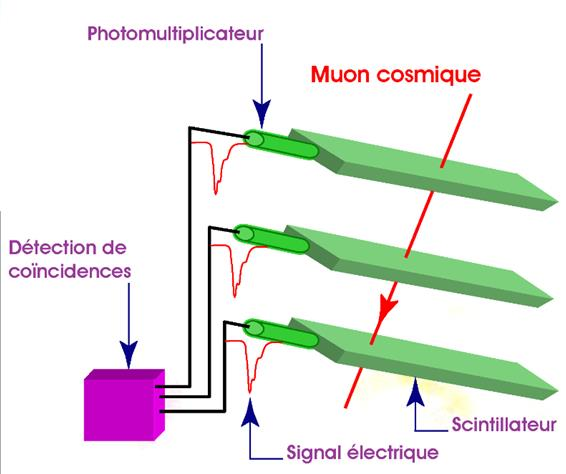 Photomultiplicateur
Muon cosmique
Détection de
coïncidences
Scintillateur
Signal électrique